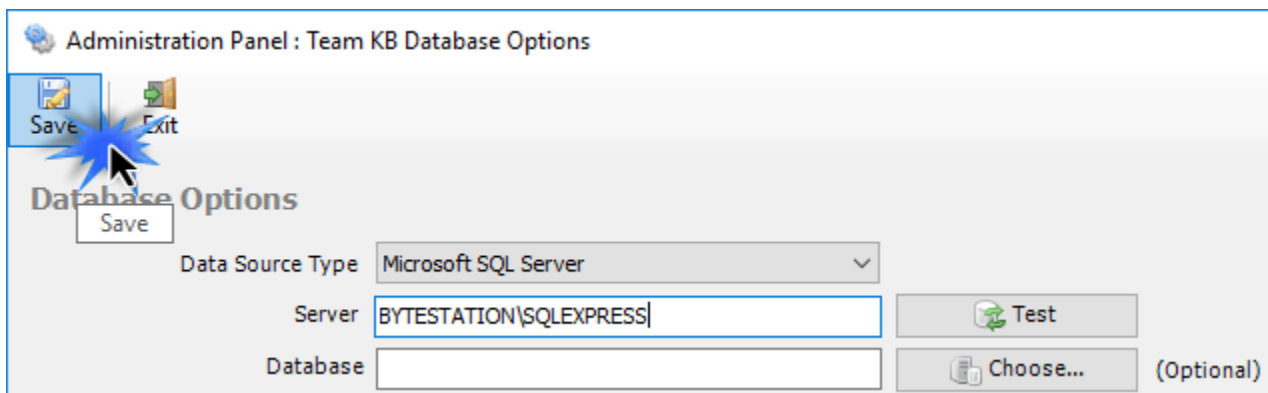 Administration Panel : Team KB Database Options
Save Exit
Database Options
Save
Data Source Type Microsoft SQL Server
Server BYTESTATION\SQLEXPRESS Test
Database Choose... (Optional)